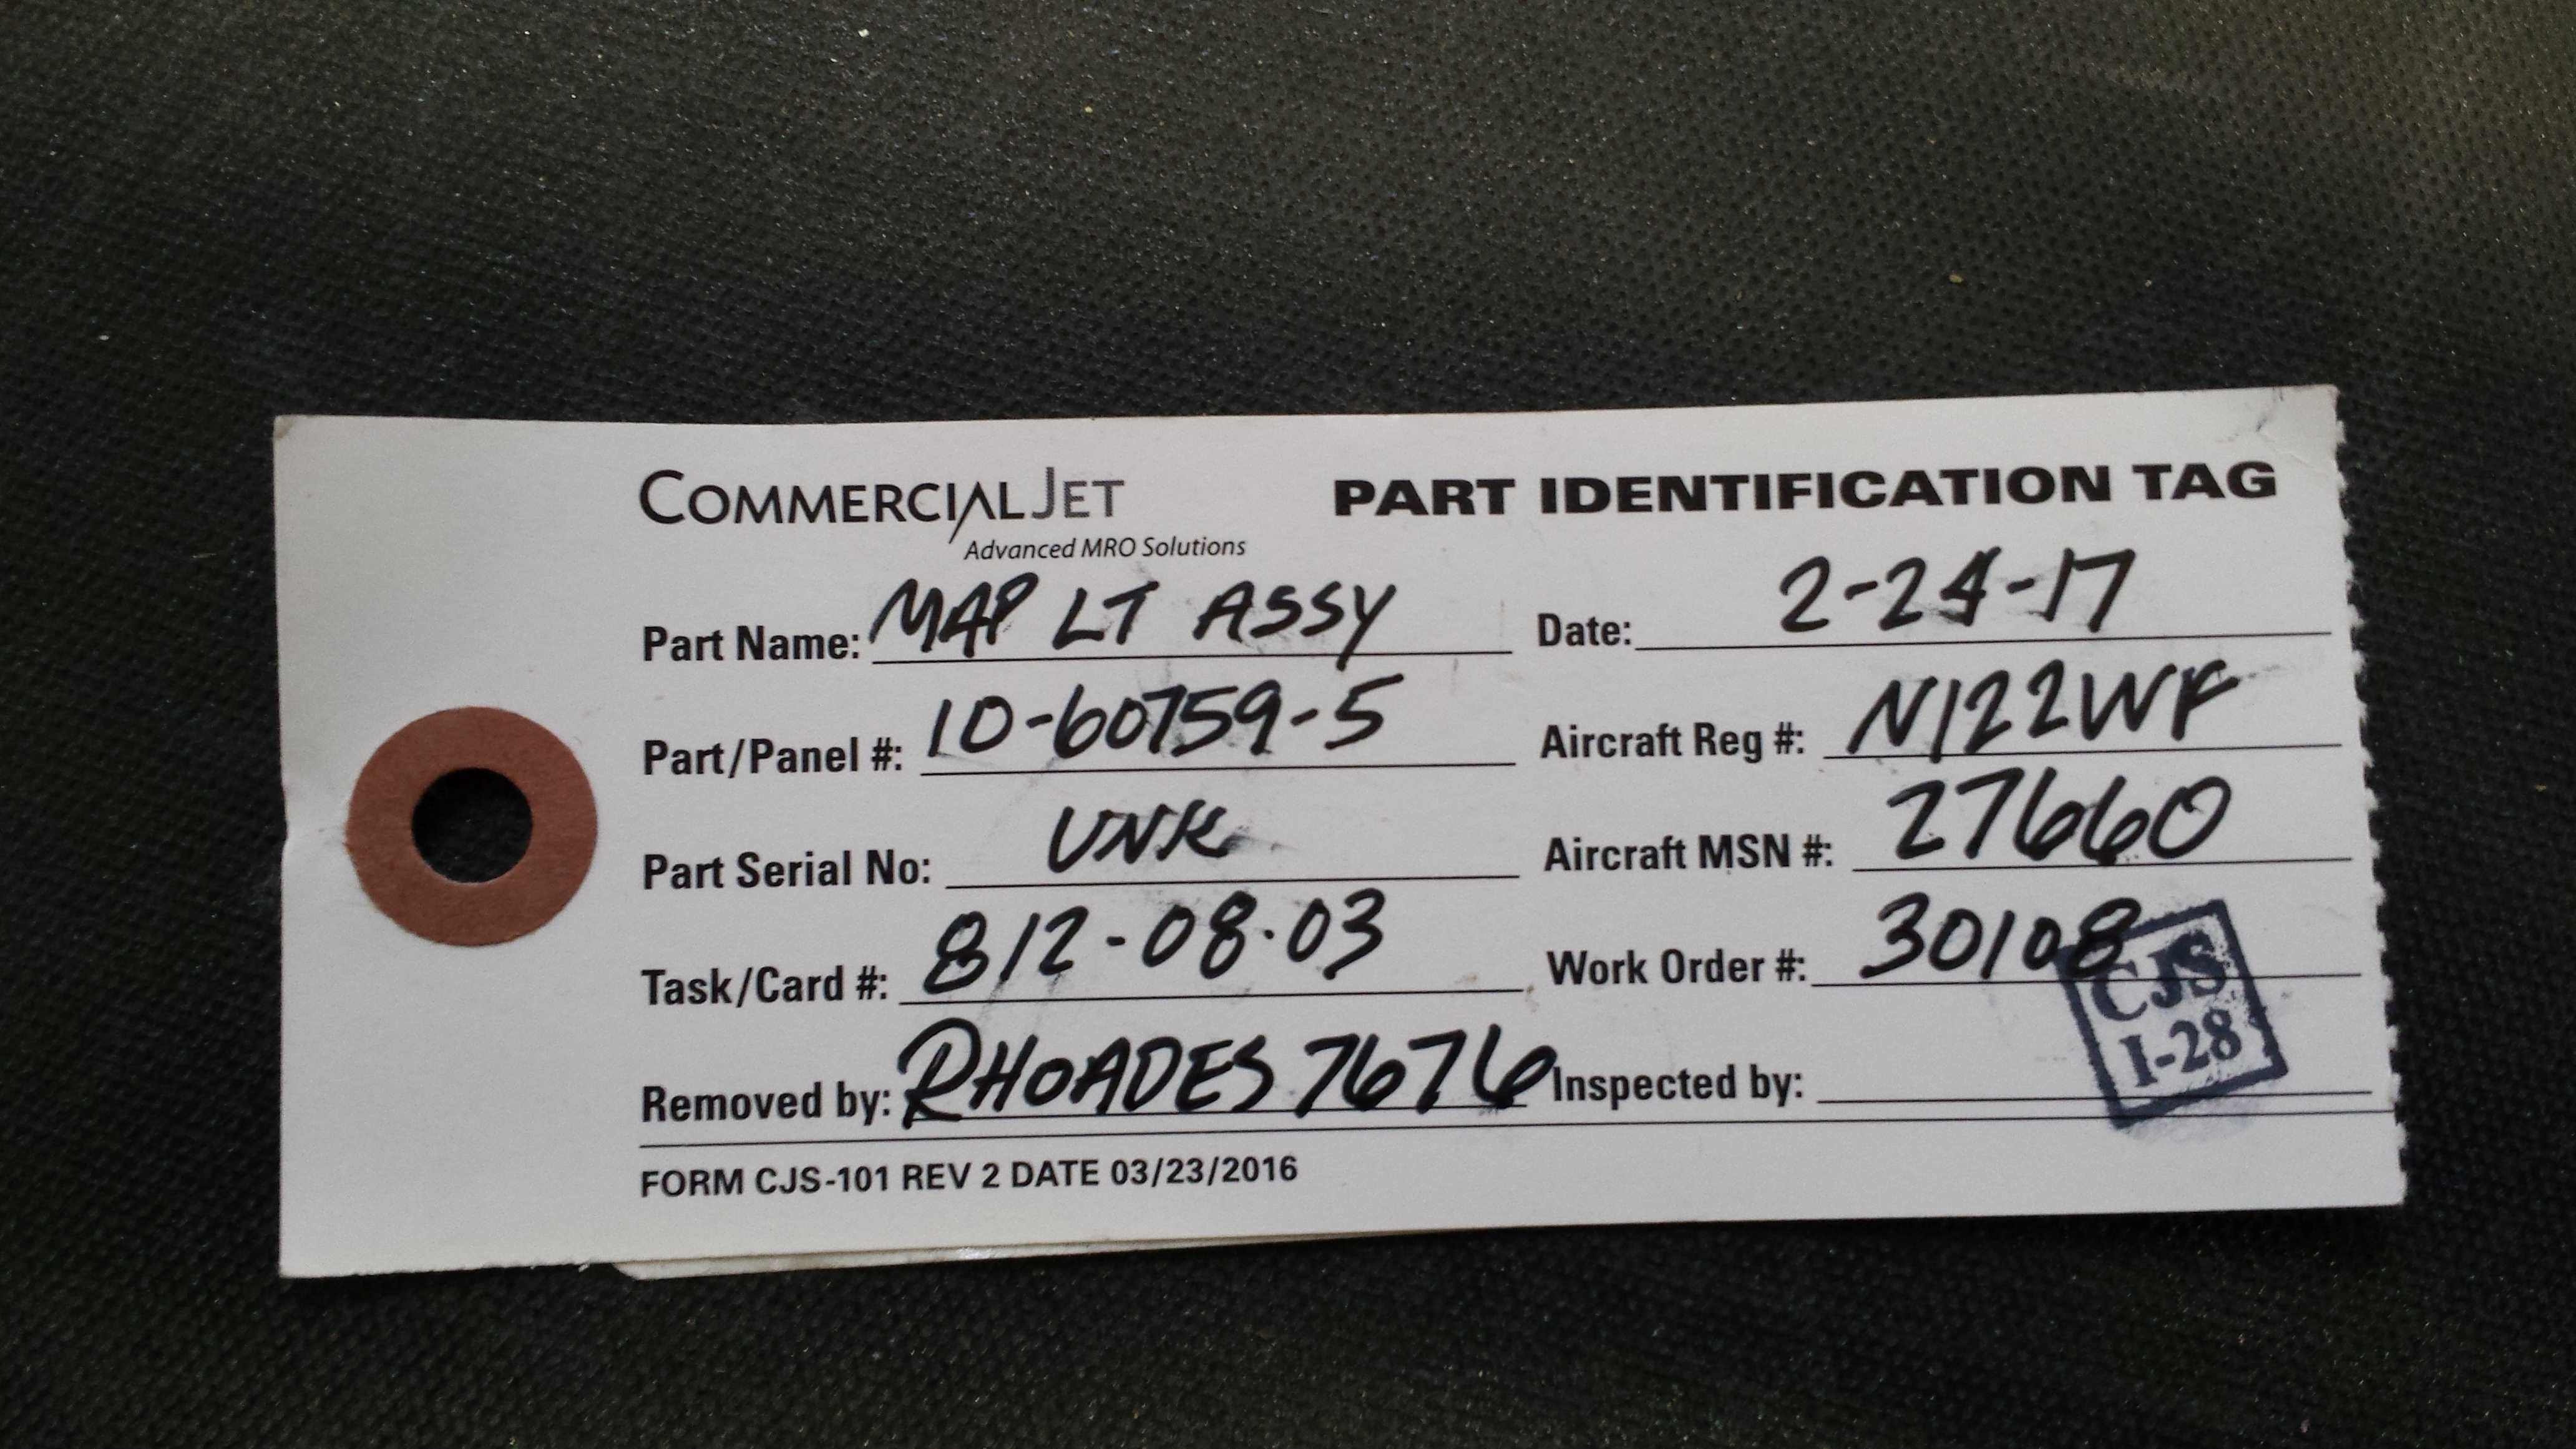 COMMERCIALJET PART IDENTIFICATION TAG
Advanced MRO Solutions
Part Name: MAP LT ASSY Date: 2-24-17
Part/Panel #: 10-60759-5 Aircraft Reg #: N122WF
Part Serial No: UNK Aircraft MSN #: 27660
Task/Card #: 812-08-03 Work Order #: 30108
Removed by: RHOADES 7676 Inspected by:
CJS
I-28
FORM CJS-101 REV 2 DATE 03/23/2016